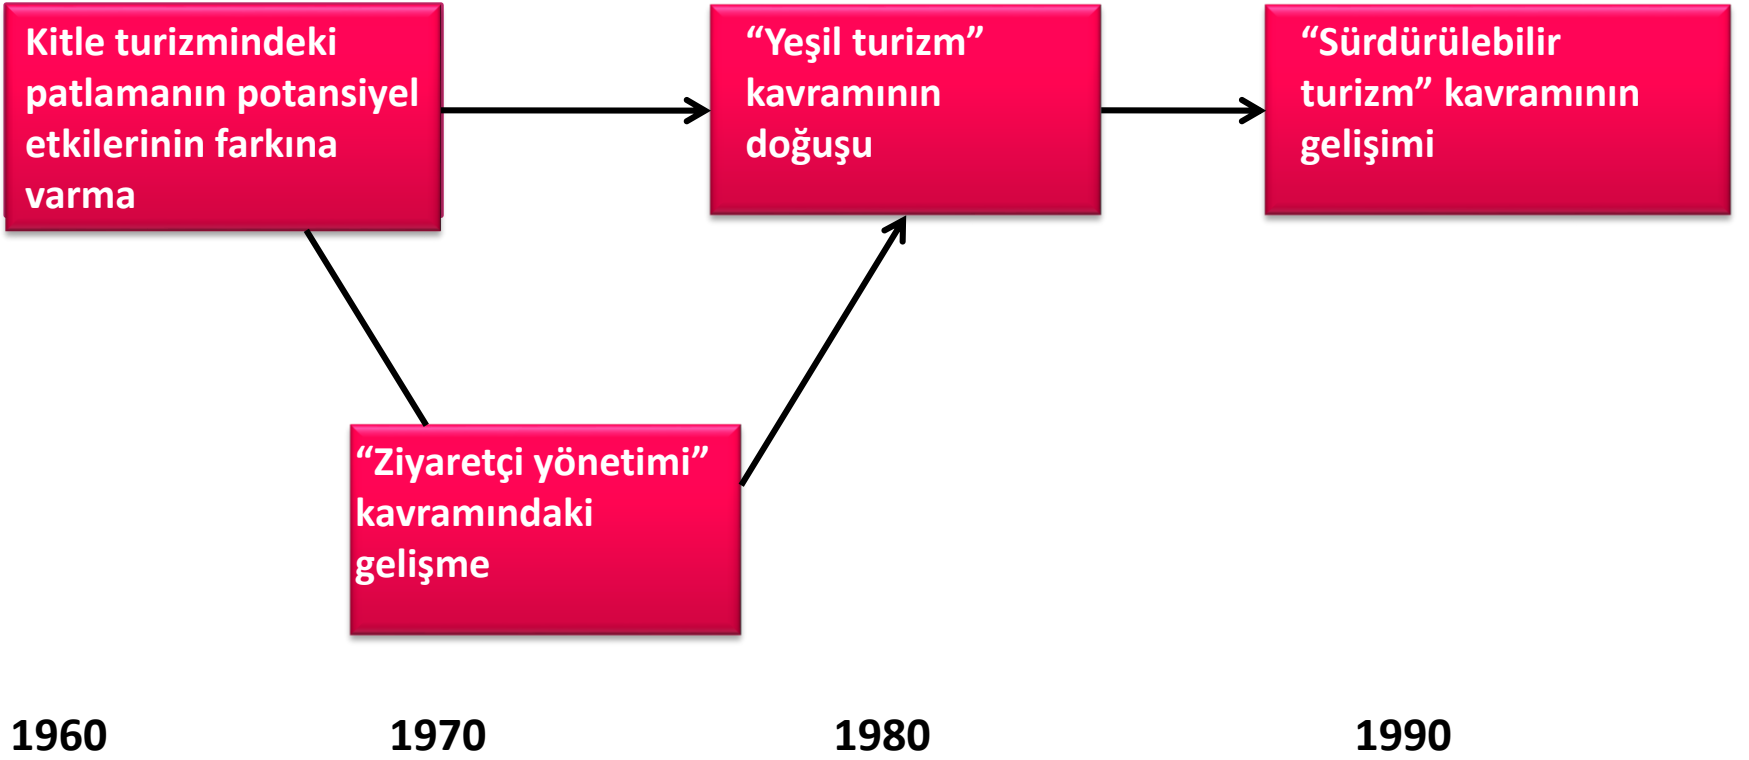 Kitle turizmindeki
patlamanın potansiyel
etkilerinin farkına
varma
“Yeşil turizm”
kavramının
doğuşu
“Sürdürülebilir
turizm” kavramının
gelişimi
“Ziyaretçi yönetimi”
kavramındaki
gelişme
1960
1970
1980
1990